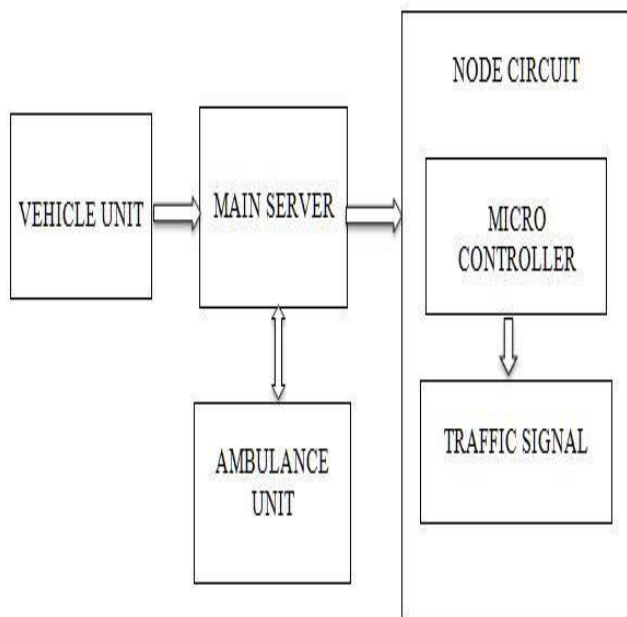 NODE CIRCUIT
VEHICLE UNIT
MAIN SERVER
MICRO
CONTROLLER
AMBULANCE
UNIT
TRAFFIC SIGNAL